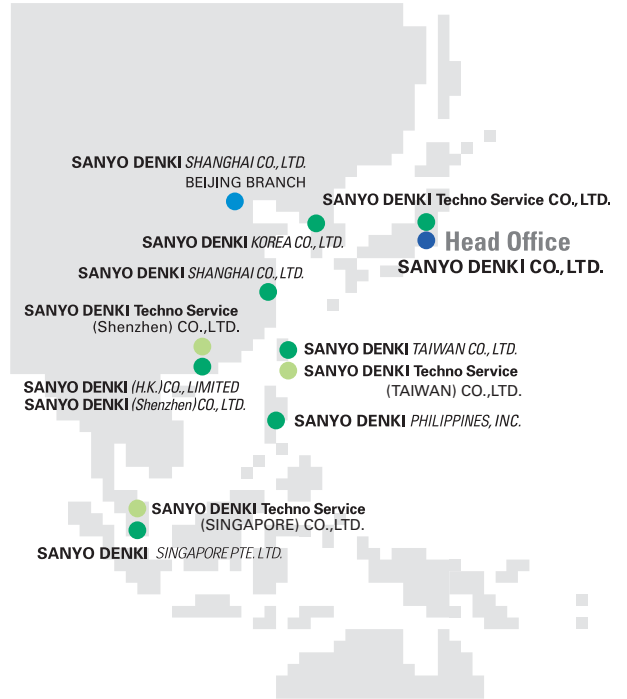 SANYO DENKI SHANGHAI CO., LTD.
BEIJING BRANCH
SANYO DENKI Techno Service CO., LTD.
SANYO DENKI KOREA CO., LTD.
Head Office
SANYO DENKI CO., LTD.
SANYO DENKI SHANGHAI CO., LTD.
SANYO DENKI Techno Service
(Shenzhen) CO.,LTD.
SANYO DENKI (H.K.)CO., LIMITED
SANYO DENKI (Shenzhen)CO., LTD.
SANYO DENKI TAIWAN CO., LTD.
SANYO DENKI Techno Service
(TAIWAN) CO.,LTD.
SANYO DENKI PHILIPPINES, INC.
SANYO DENKI Techno Service
(SINGAPORE) CO.,LTD.
SANYO DENKI SINGAPORE PTE. LTD.